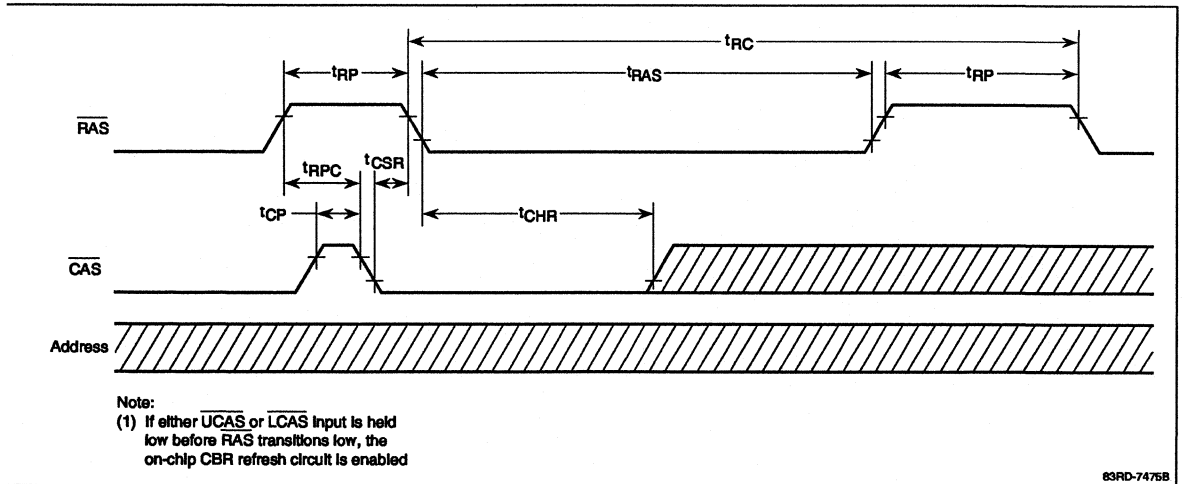 tRC
tRP
tRAS
tRP
RAS
tRPC
tCSR
tCP
tCHR
CAS
Address
Note:
(1) If either UCAS or LCAS input is held
low before RAS transitions low, the
on-chip CBR refresh circuit is enabled
83RD-7475B